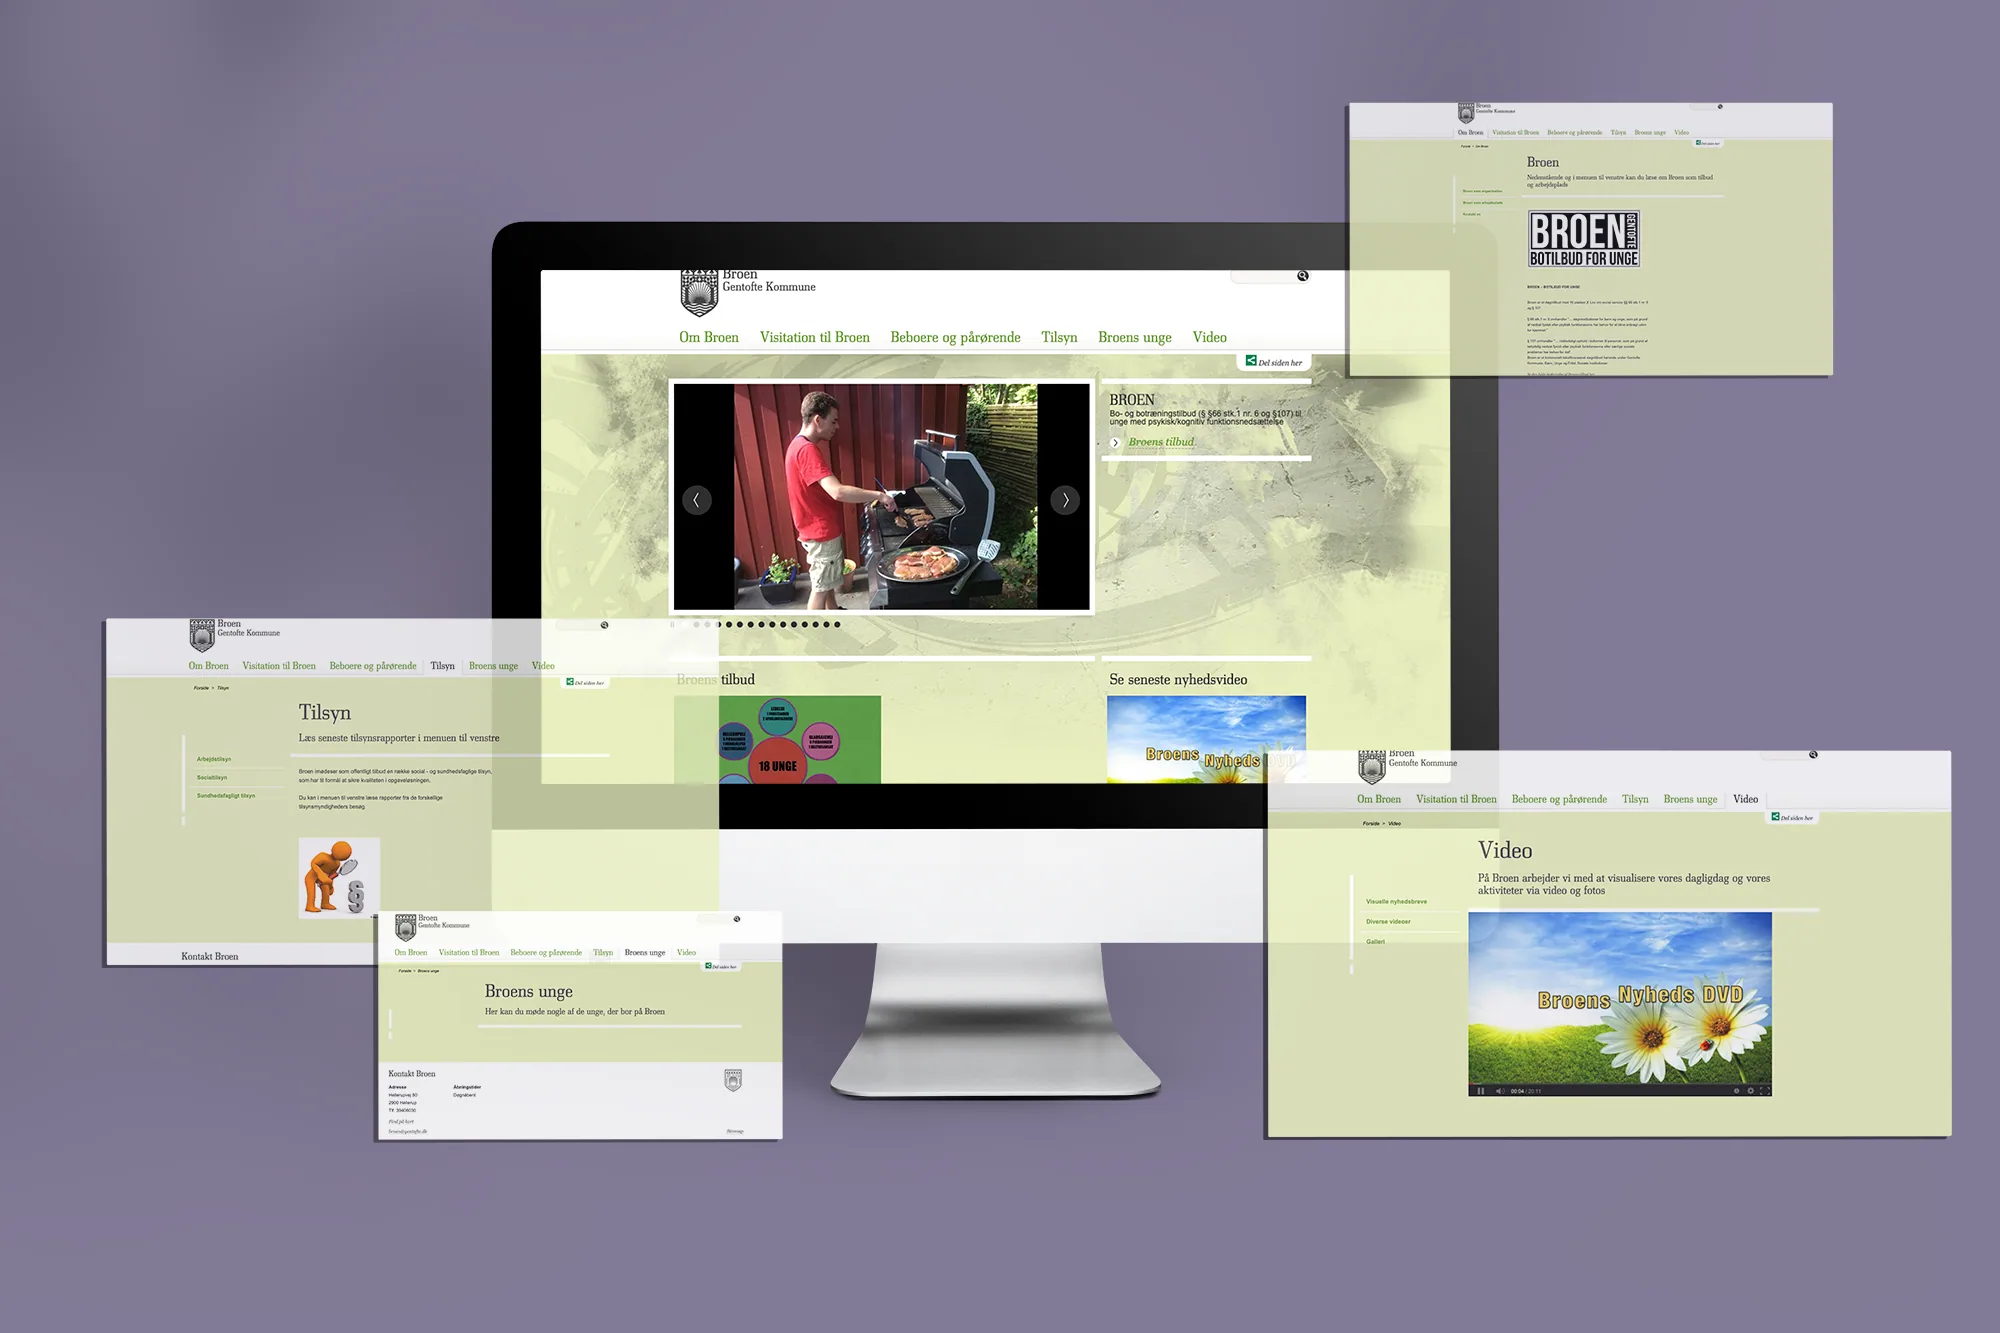 Broen
Gentofte Kommune
Om Broen
Visitation til Broen
Beboere og pårørende
Tilsyn
Broens unge
Video
Del siden her
Forside > Om Broen
Broen
Nedenstående og i menuen til venstre kan du læse om Broen som tilbud
og arbejdsplads
BROEN
GENTOFTE
BOTILBUD FOR UNGE
BROEN - BOTILBUD FOR UNGE
Broen
Gentofte Kommune
Om Broen
Visitation til Broen
Beboere og pårørende
Tilsyn
Broens unge
Video
Del siden her
BROEN
Bo- og botræningstilbud (§ §66 stk.1 nr. 6 og §107) til
unge med psykisk/kognitiv funktionsnedsættelse
Broens tilbud
Broens tilbud
18 UNGE
Se seneste nyhedsvideo
Broens Nyheds DVD
Broen
Gentofte Kommune
Om Broen
Visitation til Broen
Beboere og pårørende
Tilsyn
Broens unge
Video
Del siden her
Forside > Tilsyn
Tilsyn
Læs seneste tilsynsrapporter i menuen til venstre
Arbejdstilsyn
Socialtilsyn
Sundhedsfagligt tilsyn
Broen imødeser som offentligt tilbud en række social - og sundhedsfaglige tilsyn,
som har til formål at sikre kvaliteten i opgaveløsningen.
Du kan i menuen til venstre læse rapporter fra de forskellige
tilsynsmyndigheders besøg.
§
Kontakt Broen
Broen
Gentofte Kommune
Om Broen
Visitation til Broen
Beboere og pårørende
Tilsyn
Broens unge
Video
Del siden her
Forside > Broens unge
Broens unge
Her kan du møde nogle af de unge, der bor på Broen
Kontakt Broen
Adresse
Åbningstider
Døgnåbent
2900 Hellerup
Find på kort
Sitemap
Broen
Gentofte Kommune
Om Broen
Visitation til Broen
Beboere og pårørende
Tilsyn
Broens unge
Video
Del siden her
Forside > Video
Video
På Broen arbejder vi med at visualisere vores dagligdag og vores
aktiviteter via video og fotos
Visuelle nyhedsbreve
Diverse videoer
Galleri
Broens Nyheds DVD
00:04 / 20:11